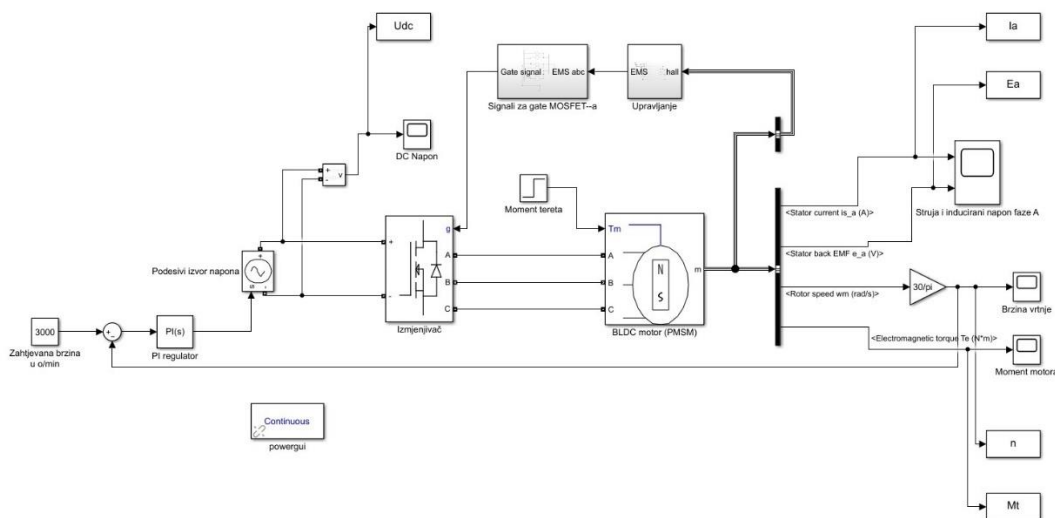 Udc
Ia
Gate signal
EMS abc
EMS
hall
Signali za gate MOSFET--a
Upravljanje
Ea
DC Napon
+
-
v
Moment tereta
Struja i inducirani napon faze A
<Stator current is_a (A)>
g
Tm
+
A
A
<Stator back EMF e_a (V)>
Podesivi izvor napona
+
s
-
B
B
N
S
m
<Rotor speed wm (rad/s)>
30/pi
-
C
C
Brzina vrtnje
Izmjenjivač
BLDC motor (PMSM)
3000
+
-
PI(s)
<Electromagnetic torque Te (N*m)>
Zahtjevana brzina
u o/min
PI regulator
Moment motora
Continuous
powergui
n
Mt